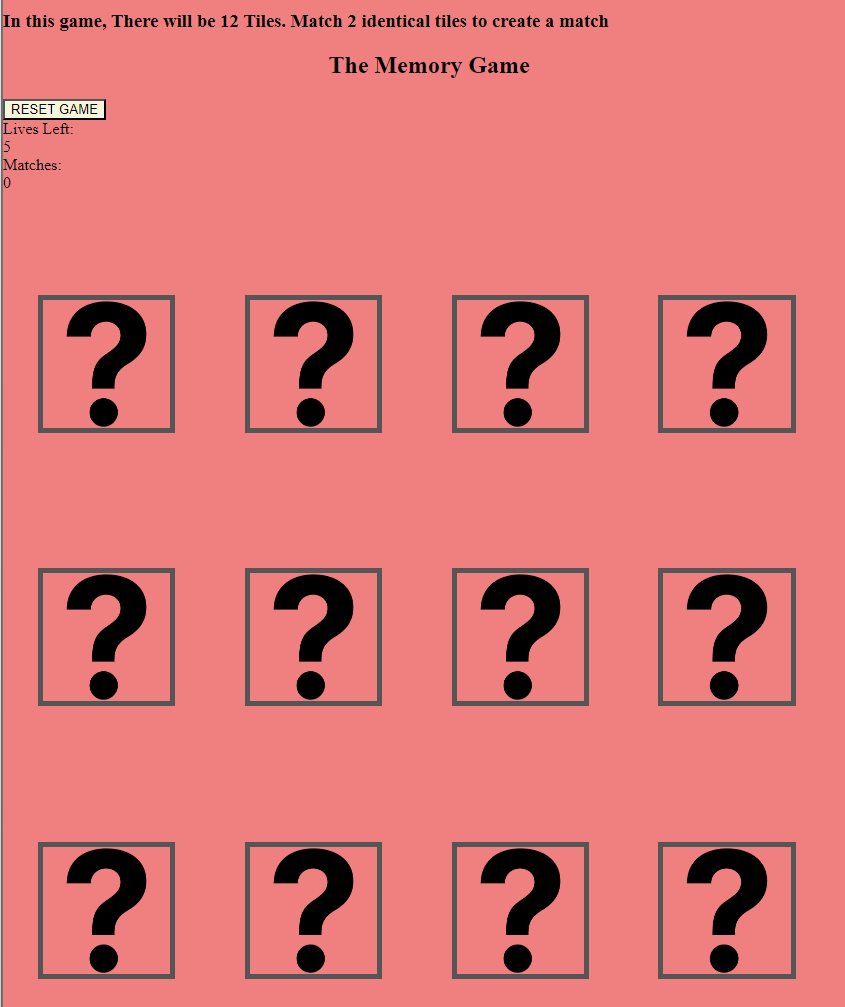 In this game, There will be 12 Tiles. Match 2 identical tiles to create a match
The Memory Game
RESET GAME
Lives Left:
5
Matches:
0
? ? ? ?
? ? ? ?
? ? ? ?